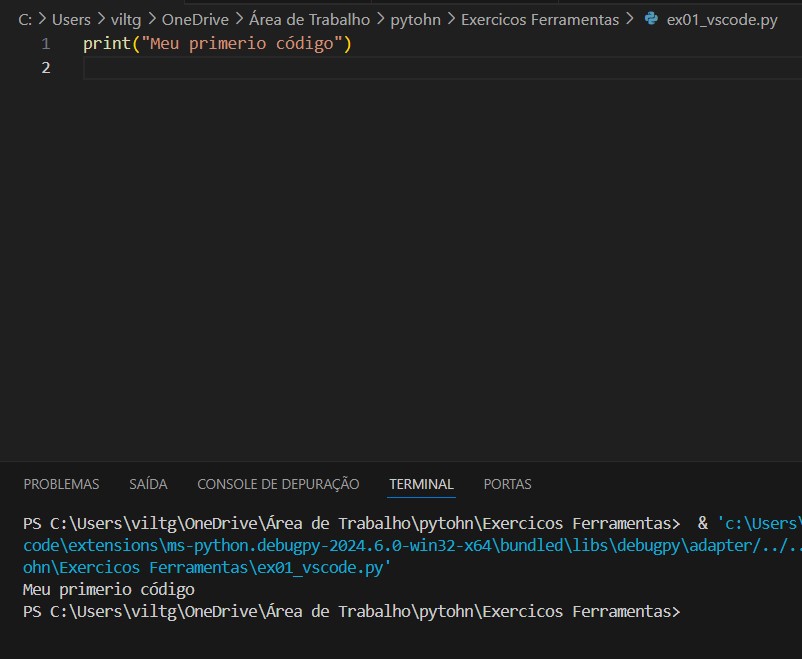 C: > Users > viltg > OneDrive > Área de Trabalho > pytohn > Exercicos Ferramentas > ex01_vscode.py
1 print("Meu primerio código")
2
PROBLEMAS SAÍDA CONSOLE DE DEPURAÇÃO TERMINAL PORTAS
PS C:\Users\viltg\OneDrive\Área de Trabalho\pytohn\Exercicos Ferramentas> & 'c:\Users\
code\extensions\ms-python.debugpy-2024.6.0-win32-x64\bundled\libs\debugpy\adapter/../..
ohn\Exercicos Ferramentas\ex01_vscode.py'
Meu primerio código
PS C:\Users\viltg\OneDrive\Área de Trabalho\pytohn\Exercicos Ferramentas>